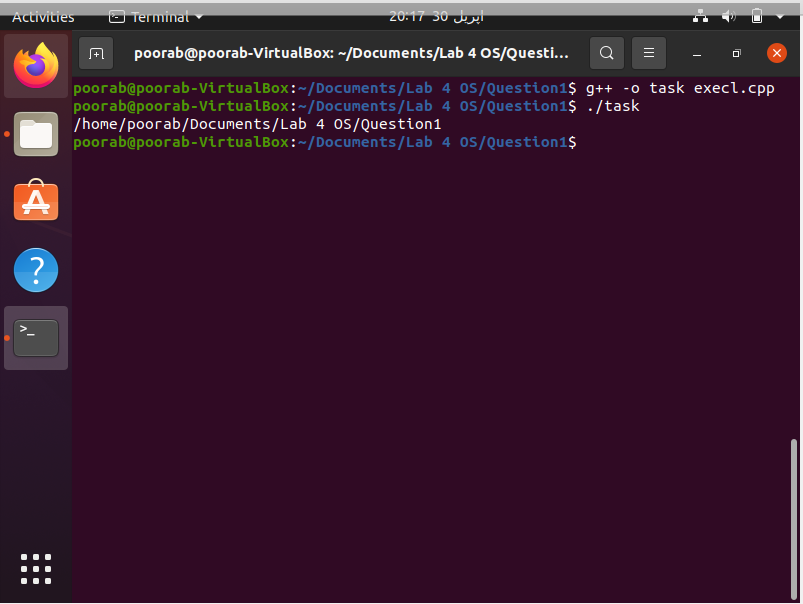 Activities Terminal 20:17 30 اپریل
poorab@poorab-VirtualBox: ~/Documents/Lab 4 OS/Questi...
poorab@poorab-VirtualBox:~/Documents/Lab 4 OS/Question1$ g++ -o task execl.cpp
poorab@poorab-VirtualBox:~/Documents/Lab 4 OS/Question1$ ./task
/home/poorab/Documents/Lab 4 OS/Question1
poorab@poorab-VirtualBox:~/Documents/Lab 4 OS/Question1$